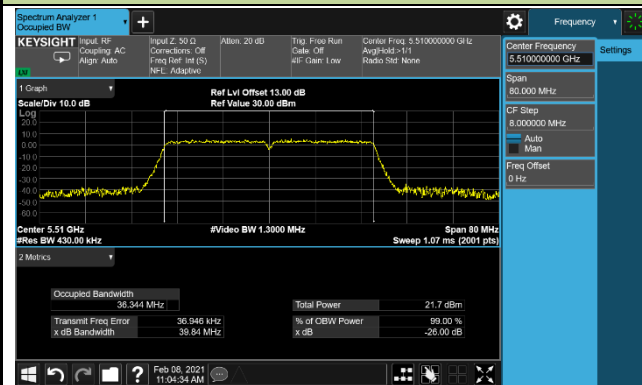 Spectrum Analyzer 1
Occupied BW
+
Frequency
KEYSIGHT
Input: RF
Coupling: AC
Align: Auto
Input Z: 50 Ω
Corrections: Off
Freq Ref: Int (S)
NFE: Adaptive
Atten: 20 dB
Trig: Free Run
Gate: Off
#IF Gain: Low
Center Freq: 5.510000000 GHz
Avg|Hold:>1/1
Radio Std: None
Center Frequency
5.510000000 GHz
Settings
Span
80.000 MHz
CF Step
8.000000 MHz
Auto
Man
Freq Offset
0 Hz
1 Graph
Scale/Div 10.0 dB
Ref Lvl Offset 13.00 dB
Ref Value 30.00 dBm
Log
20.0
10.0
0.00
-10.0
-20.0
-30.0
-40.0
-50.0
-60.0
Center 5.51 GHz
#Res BW 430.00 kHz
#Video BW 1.3000 MHz
Span 80 MHz
Sweep 1.07 ms (2001 pts)
2 Metrics
Occupied Bandwidth
36.344 MHz
Total Power 21.7 dBm
Transmit Freq Error 36.946 kHz
% of OBW Power 99.00 %
x dB Bandwidth 39.84 MHz
x dB -26.00 dB
?
Feb 08, 2021
11:04:34 AM